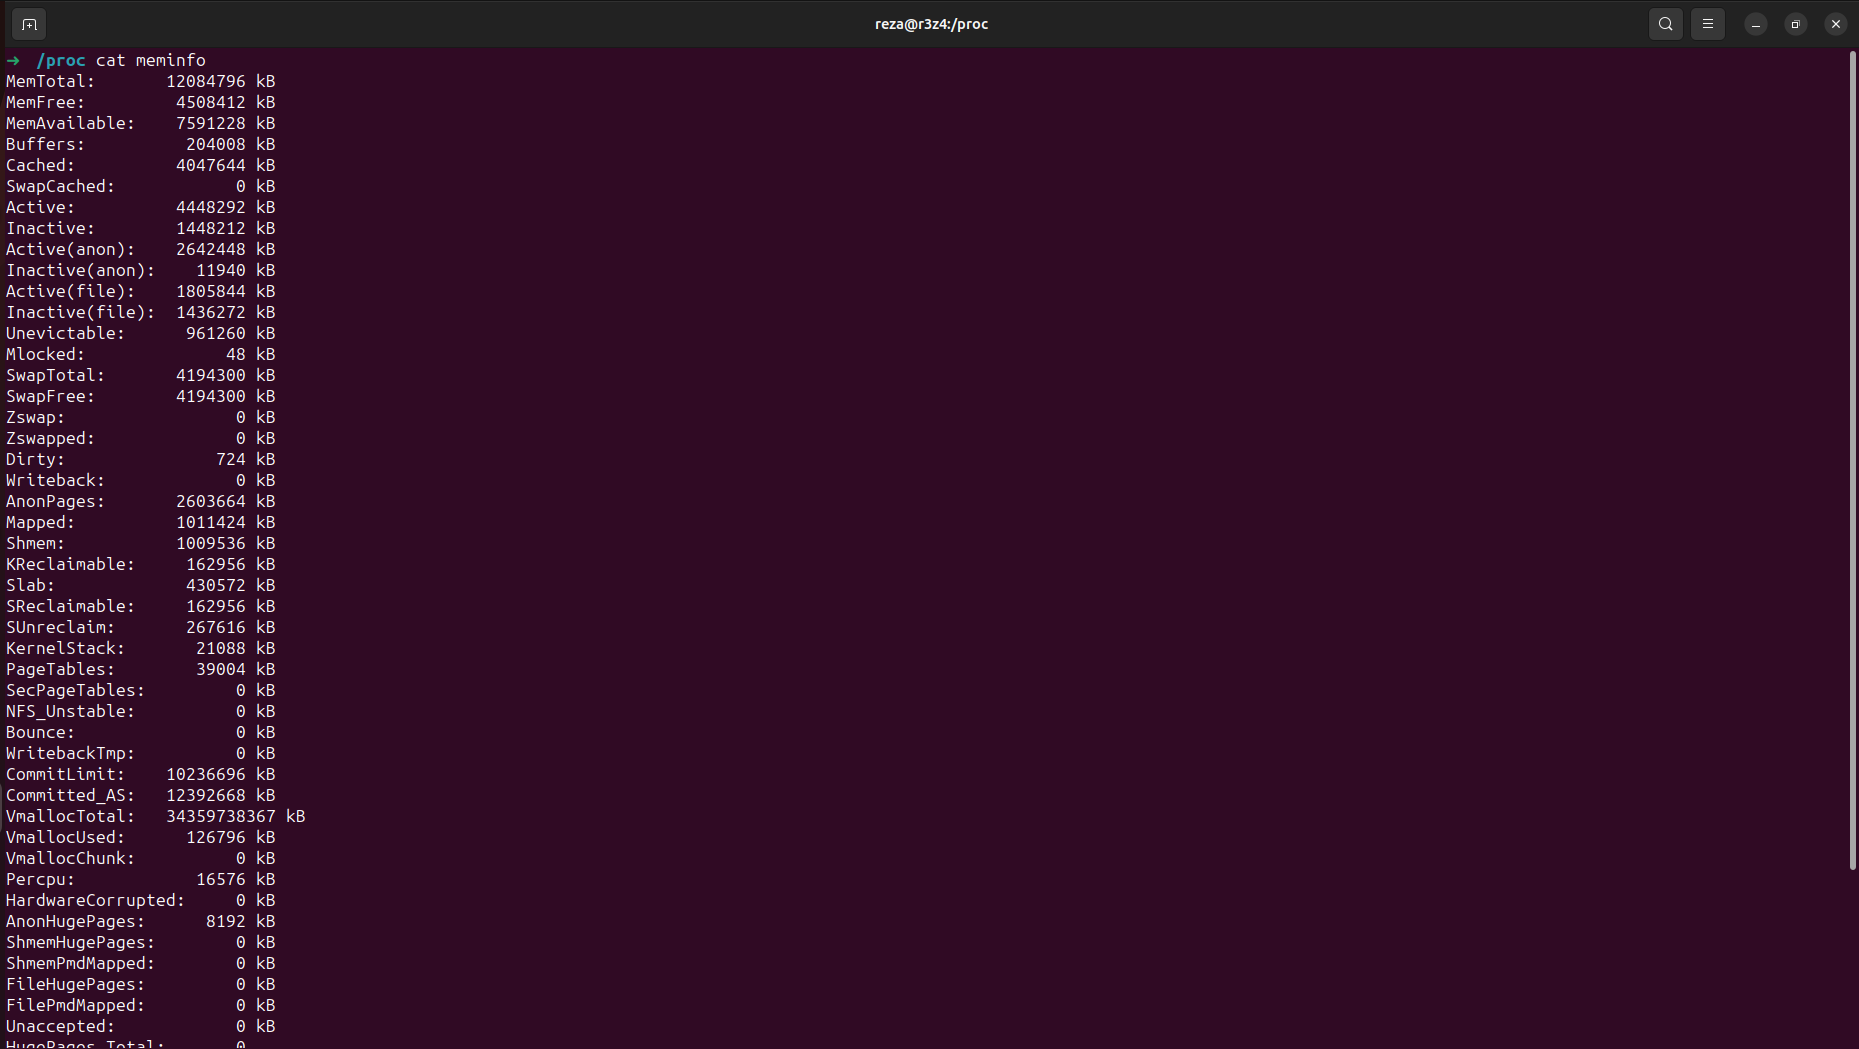 reza@r3z4:/proc
→ /proc cat meminfo
MemTotal:       12084796 kB
MemFree:         4508412 kB
MemAvailable:    7591228 kB
Buffers:          204008 kB
Cached:          4047644 kB
SwapCached:            0 kB
Active:          4448292 kB
Inactive:        1448212 kB
Active(anon):    2642448 kB
Inactive(anon):    11940 kB
Active(file):    1805844 kB
Inactive(file):  1436272 kB
Unevictable:      961260 kB
Mlocked:              48 kB
SwapTotal:       4194300 kB
SwapFree:        4194300 kB
Zswap:                 0 kB
Zswapped:              0 kB
Dirty:               724 kB
Writeback:             0 kB
AnonPages:       2603664 kB
Mapped:          1011424 kB
Shmem:           1009536 kB
KReclaimable:     162956 kB
Slab:             430572 kB
SReclaimable:     162956 kB
SUnreclaim:       267616 kB
KernelStack:       21088 kB
PageTables:        39004 kB
SecPageTables:         0 kB
NFS_Unstable:          0 kB
Bounce:                0 kB
WritebackTmp:          0 kB
CommitLimit:    10236696 kB
Committed_AS:   12392668 kB
VmallocTotal:   34359738367 kB
VmallocUsed:      126796 kB
VmallocChunk:          0 kB
Percpu:            16576 kB
HardwareCorrupted:     0 kB
AnonHugePages:      8192 kB
ShmemHugePages:        0 kB
ShmemPmdMapped:        0 kB
FileHugePages:         0 kB
FilePmdMapped:         0 kB
Unaccepted:            0 kB
HugePages_Total:       0